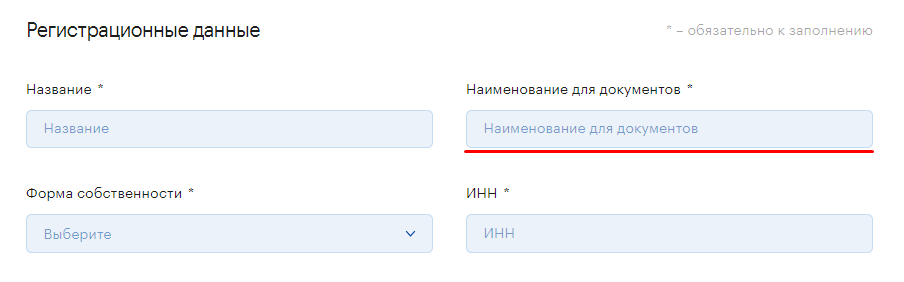 Регистрационные данные
* – обязательно к заполнению
Название *
Наименование для документов *
Название
Наименование для документов
Форма собственности *
ИНН *
Выберите
ИНН